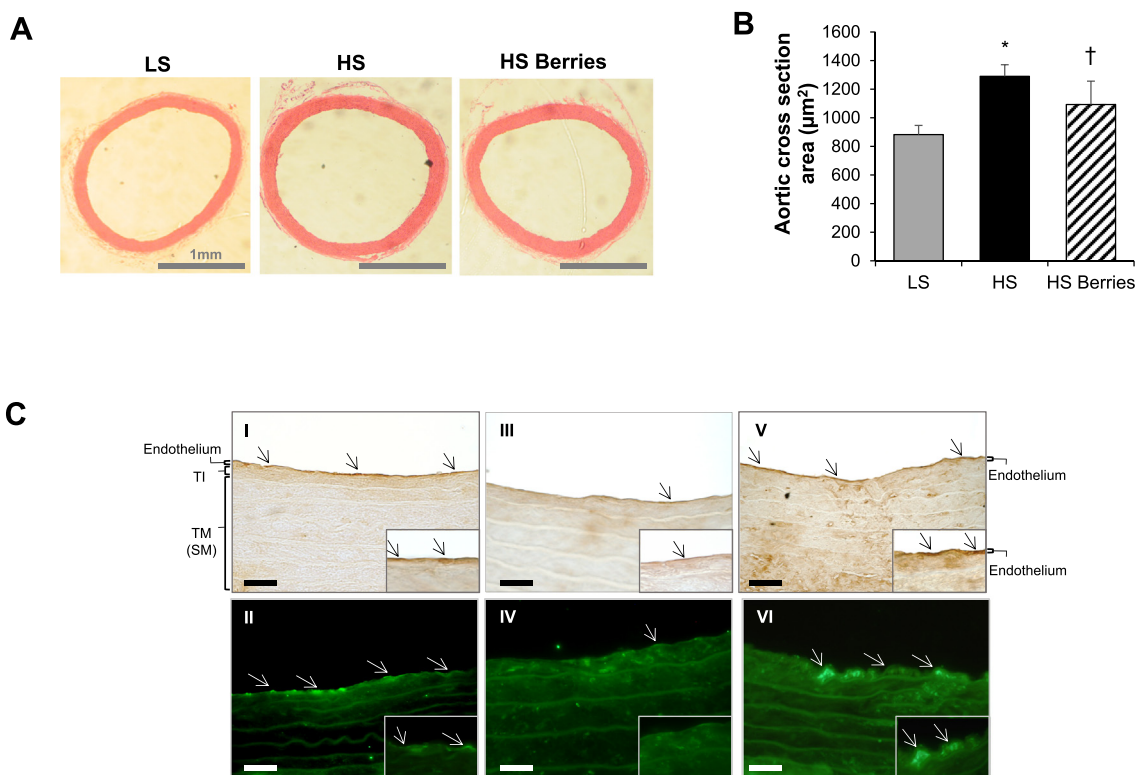 A
LS
HS
HS Berries
1mm
B
Aortic cross section
area (µm²)
1600
1400
1200
1000
800
600
400
200
0
*
†
LS
HS
HS Berries
C
I
III
V
Endothelium
TI
TM
(SM)
Endothelium
Endothelium
II
IV
VI